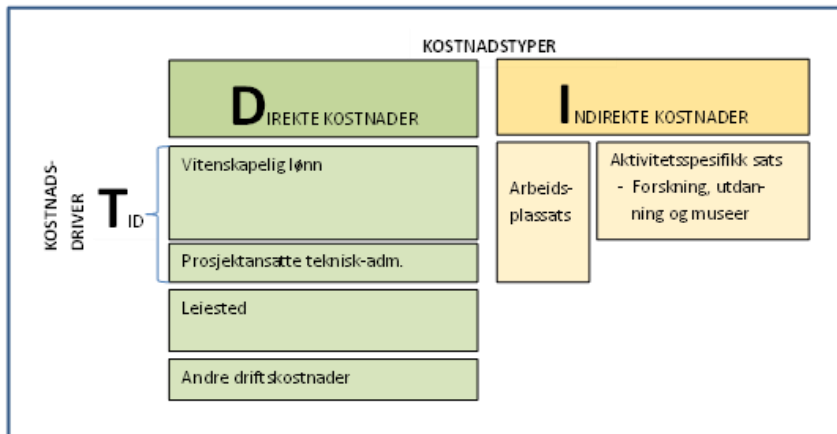 KOSTNADSTYPER
DIREKTE KOSTNADER
INDIREKTE KOSTNADER
KOSTNADS-
DRIVER
TID
Vitenskapelig lønn
Prosjektansatte teknisk-adm.
Leiested
Andre driftskostnader
Arbeids-
plassats
Aktivitetsspesifikk sats
- Forskning, utdan-
ning og museer